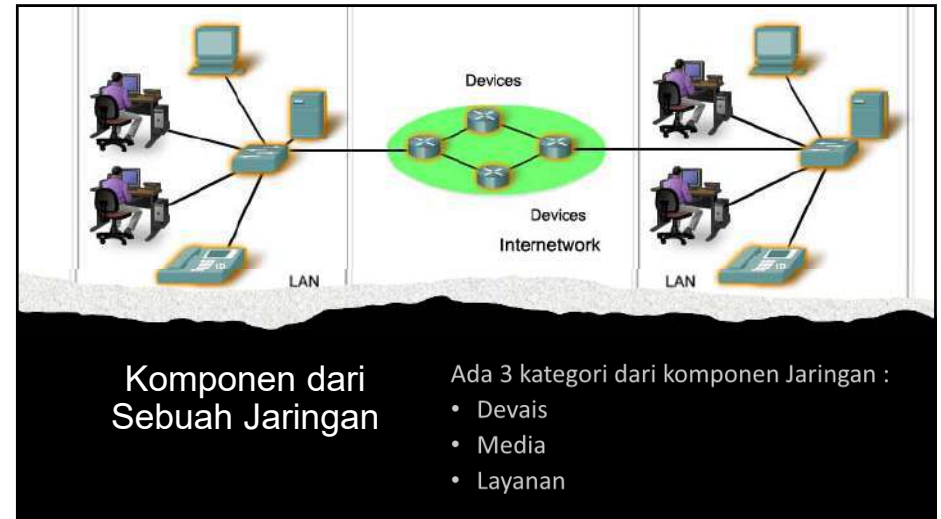 Devices
Devices
Internetwork
LAN
LAN
Komponen dari
Sebuah Jaringan
Ada 3 kategori dari komponen Jaringan :
• Devais
• Media
• Layanan